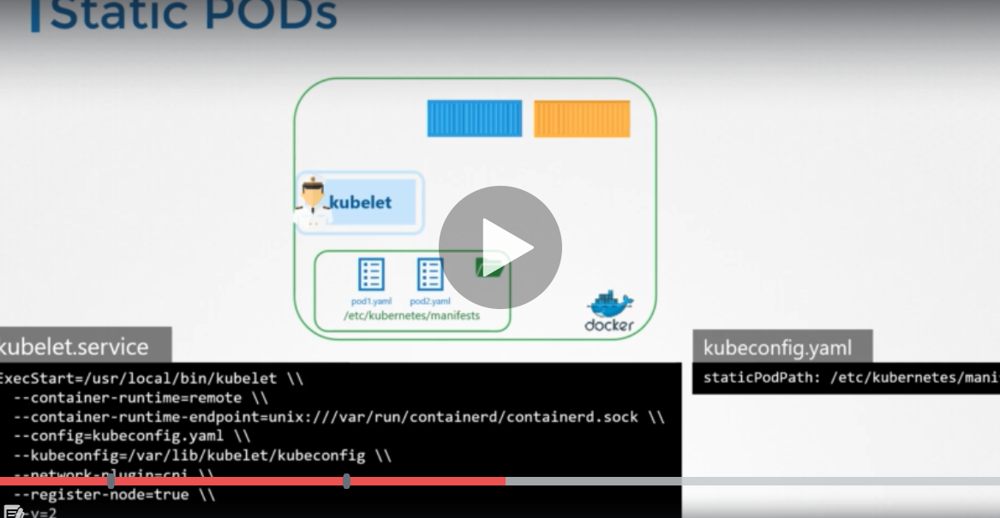 Static PODs
kubelet
pod1.yaml
pod2.yaml
/etc/kubernetes/manifests
docker
kubelet.service
kubeconfig.yaml
ExecStart=/usr/local/bin/kubelet \\
--container-runtime=remote \\
--container-runtime-endpoint=unix:///var/run/containerd/containerd.sock \\
--config=kubeconfig.yaml \\
--kubeconfig=/var/lib/kubelet/kubeconfig \\
--network-plugin=cni \\
--register-node=true \\
-v=2
staticPodPath: /etc/kubernetes/mani